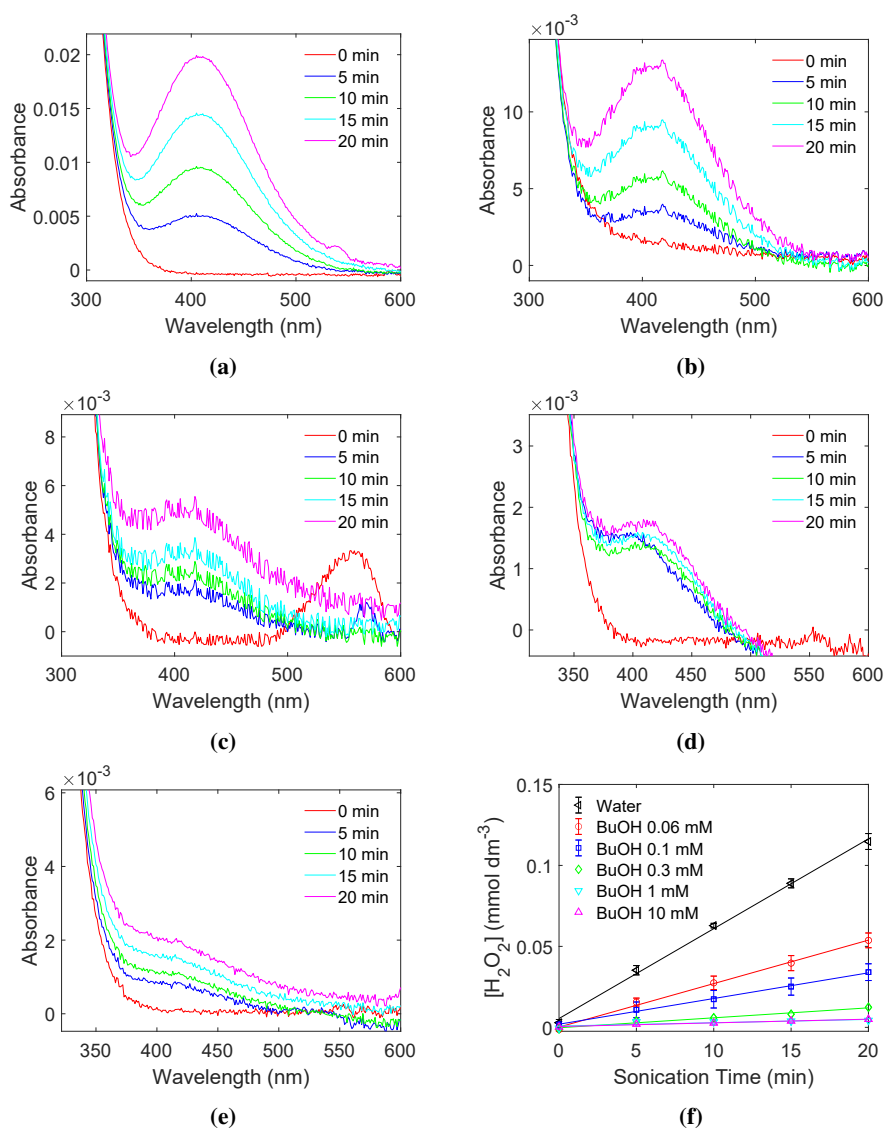 0.02
0.015
0.01
0.005
0
Absorbance
300 400 500 600
Wavelength (nm)
0 min
5 min
10 min
15 min
20 min
(a)
×10⁻³
10
5
0
Absorbance
300 400 500 600
Wavelength (nm)
0 min
5 min
10 min
15 min
20 min
(b)
×10⁻³
8
6
4
2
0
Absorbance
300 400 500 600
Wavelength (nm)
0 min
5 min
10 min
15 min
20 min
(c)
×10⁻³
3
2
1
0
Absorbance
350 400 450 500 550 600
Wavelength (nm)
0 min
5 min
10 min
15 min
20 min
(d)
×10⁻³
6
4
2
0
Absorbance
350 400 450 500 550 600
Wavelength (nm)
0 min
5 min
10 min
15 min
20 min
(e)
0.15
0.1
0.05
0
[H₂O₂] (mmol dm⁻³)
0 5 10 15 20
Sonication Time (min)
Water
BuOH 0.06 mM
BuOH 0.1 mM
BuOH 0.3 mM
BuOH 1 mM
BuOH 10 mM
(f)